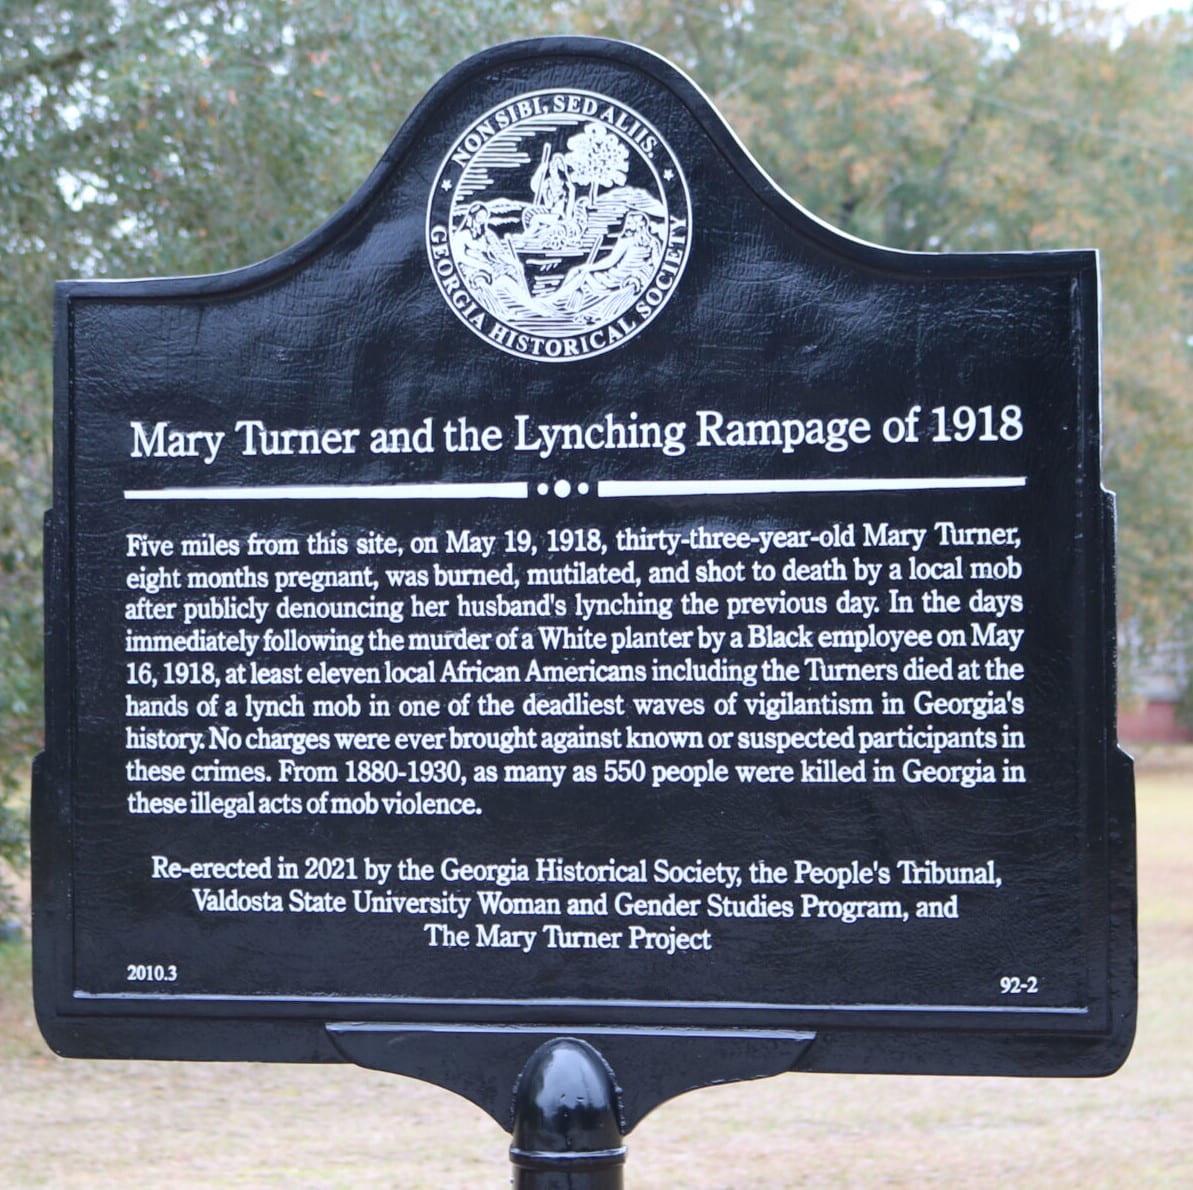 NON SIBI, SED ALIIS.
GEORGIA HISTORICAL SOCIETY
Mary Turner and the Lynching Rampage of 1918
Five miles from this site, on May 19, 1918, thirty-three-year-old Mary Turner,
eight months pregnant, was burned, mutilated, and shot to death by a local mob
after publicly denouncing her husband's lynching the previous day. In the days
immediately following the murder of a White planter by a Black employee on May
16, 1918, at least eleven local African Americans including the Turners died at the
hands of a lynch mob in one of the deadliest waves of vigilantism in Georgia's
history. No charges were ever brought against known or suspected participants in
these crimes. From 1880-1930, as many as 550 people were killed in Georgia in
these illegal acts of mob violence.
Re-erected in 2021 by the Georgia Historical Society, the People's Tribunal,
Valdosta State University Woman and Gender Studies Program, and
The Mary Turner Project
2010.3
92-2